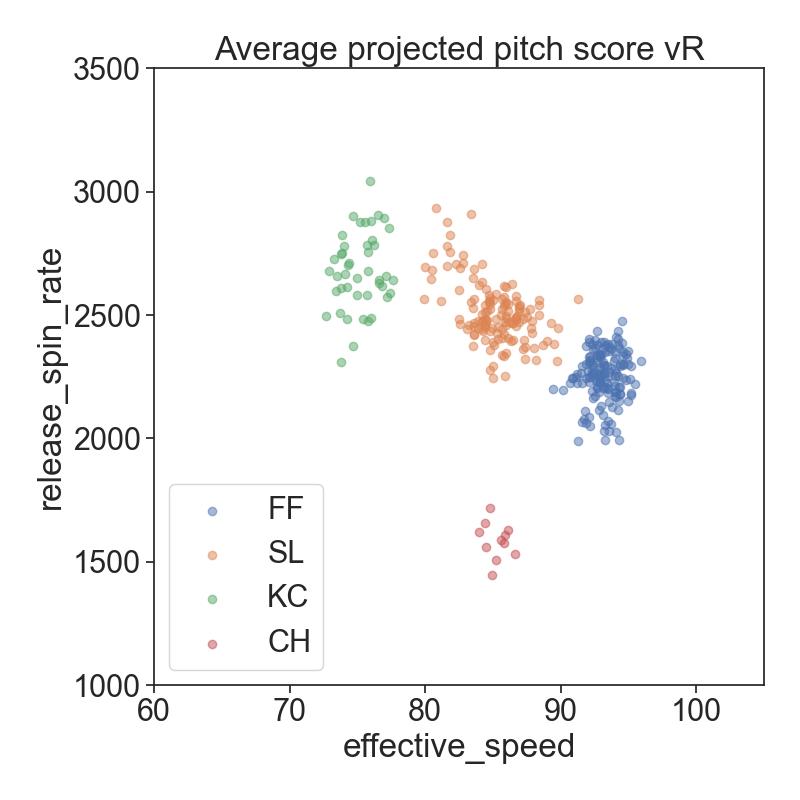 Average projected pitch score vR
3500
3000
2500
2000
1500
1000
release_spin_rate
FF
SL
KC
CH
60 70 80 90 100
effective_speed